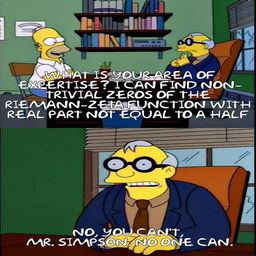 WHAT IS YOUR AREA OF
EXPERTISE? I CAN FIND NON-
TRIVIAL ZEROS OF THE
RIEMANN-ZETA FUNCTION WITH
REAL PART NOT EQUAL TO A HALF
NO, YOU CAN'T,
MR. SIMPSON; NO ONE CAN.